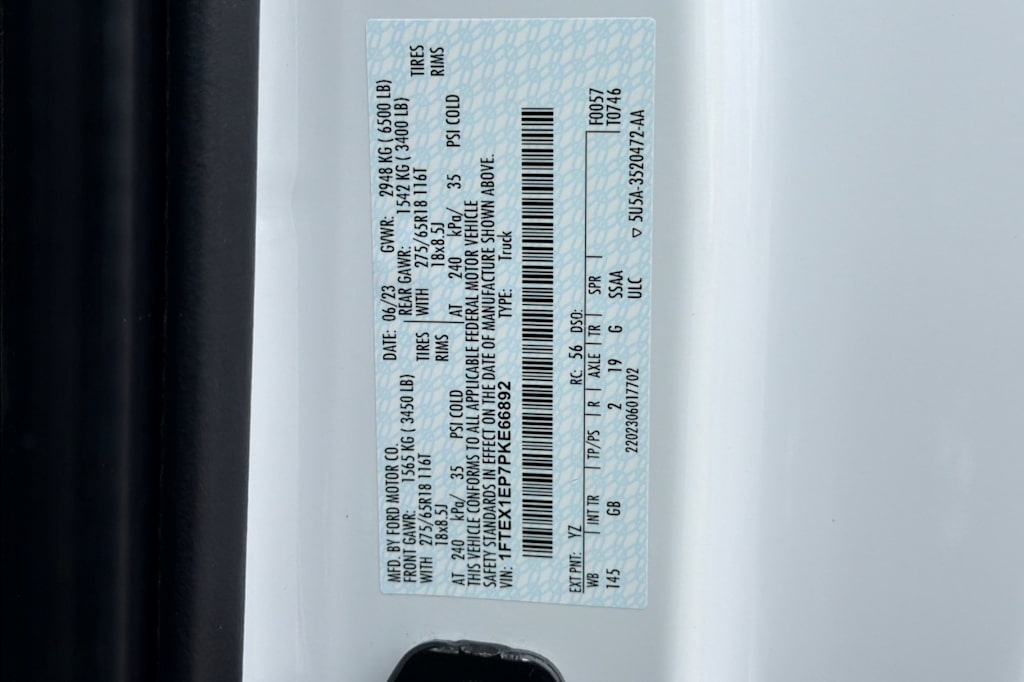 MFD. BY FORD MOTOR CO. DATE: 06/23 GVWR: 2948 KG ( 6500 LB)
FRONT GAWR: 1565 KG ( 3450 LB) REAR GAWR: 1542 KG ( 3400 LB)
WITH 275/65R18 116T TIRES WITH 275/65R18 116T TIRES
18x8.5J RIMS 18x8.5J RIMS
AT 240 kPa/ 35 PSI COLD AT 240 kPa/ 35 PSI COLD
THIS VEHICLE CONFORMS TO ALL APPLICABLE FEDERAL MOTOR VEHICLE
SAFETY STANDARDS IN EFFECT ON THE DATE OF MANUFACTURE SHOWN ABOVE.
VIN: 1FTEX1EP7PKE66892 TYPE: Truck
EXT PNT: YZ RC: 56 DSO: F0057
WB INT TR TP/PS R AXLE TR SPR T0746
145 GB 2 19 G SSAA
2202306017702 ULC ▽ 5U5A-3520472-AA